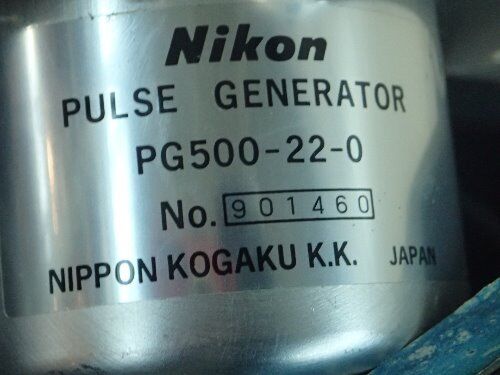 Nikon
PULSE GENERATOR
PG500-22-0
No. 901460
NIPPON KOGAKU K.K. JAPAN